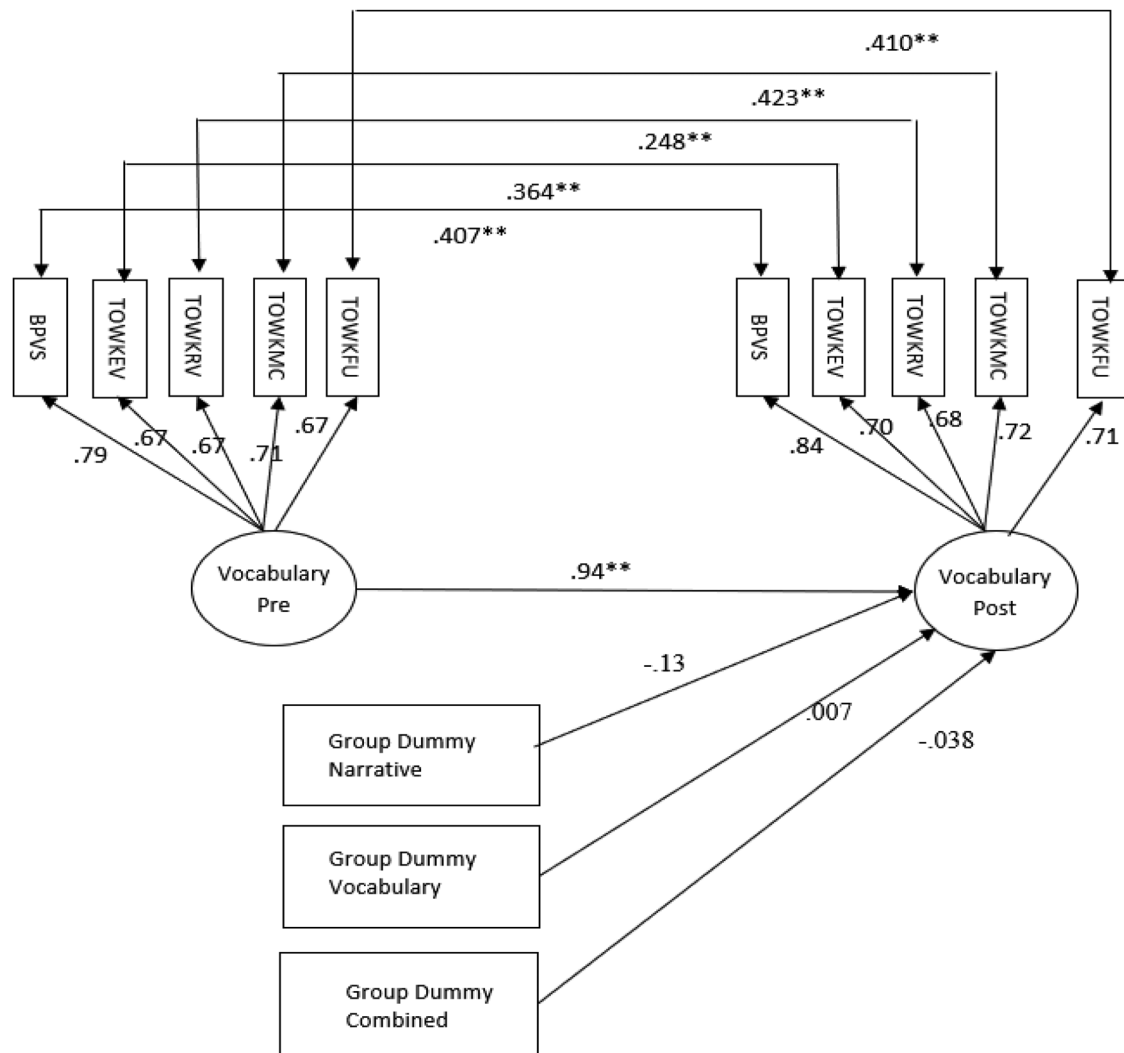 .410**
.423**
.248**
.364**
.407**
BPVS
TOWKEV
TOWKRV
TOWKMC
TOWKFU
BPVS
TOWKEV
TOWKRV
TOWKMC
TOWKFU
.79
.67
.67
.71
.67
.84
.70
.68
.72
.71
Vocabulary
Pre
.94**
Vocabulary
Post
-.13
.007
-.038
Group Dummy
Narrative
Group Dummy
Vocabulary
Group Dummy
Combined